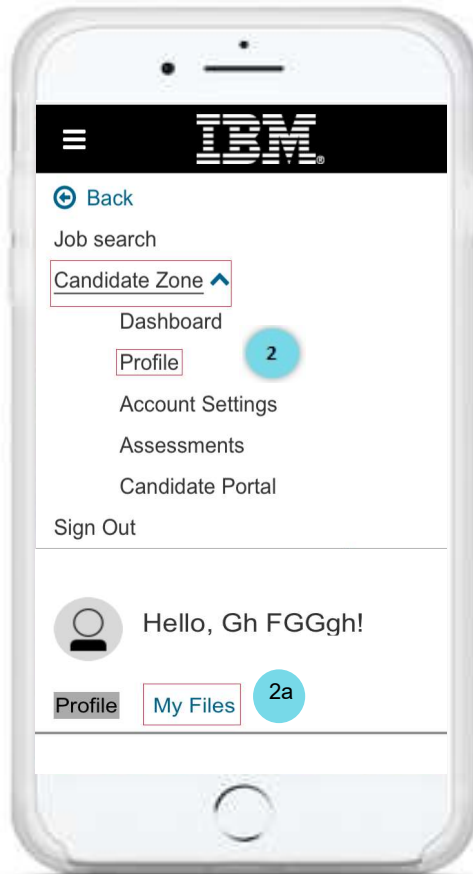 IBM®
Back
Job search
Candidate Zone
Dashboard
Profile
2
Account Settings
Assessments
Candidate Portal
Sign Out
Hello, Gh FGGgh!
Profile My Files 2a